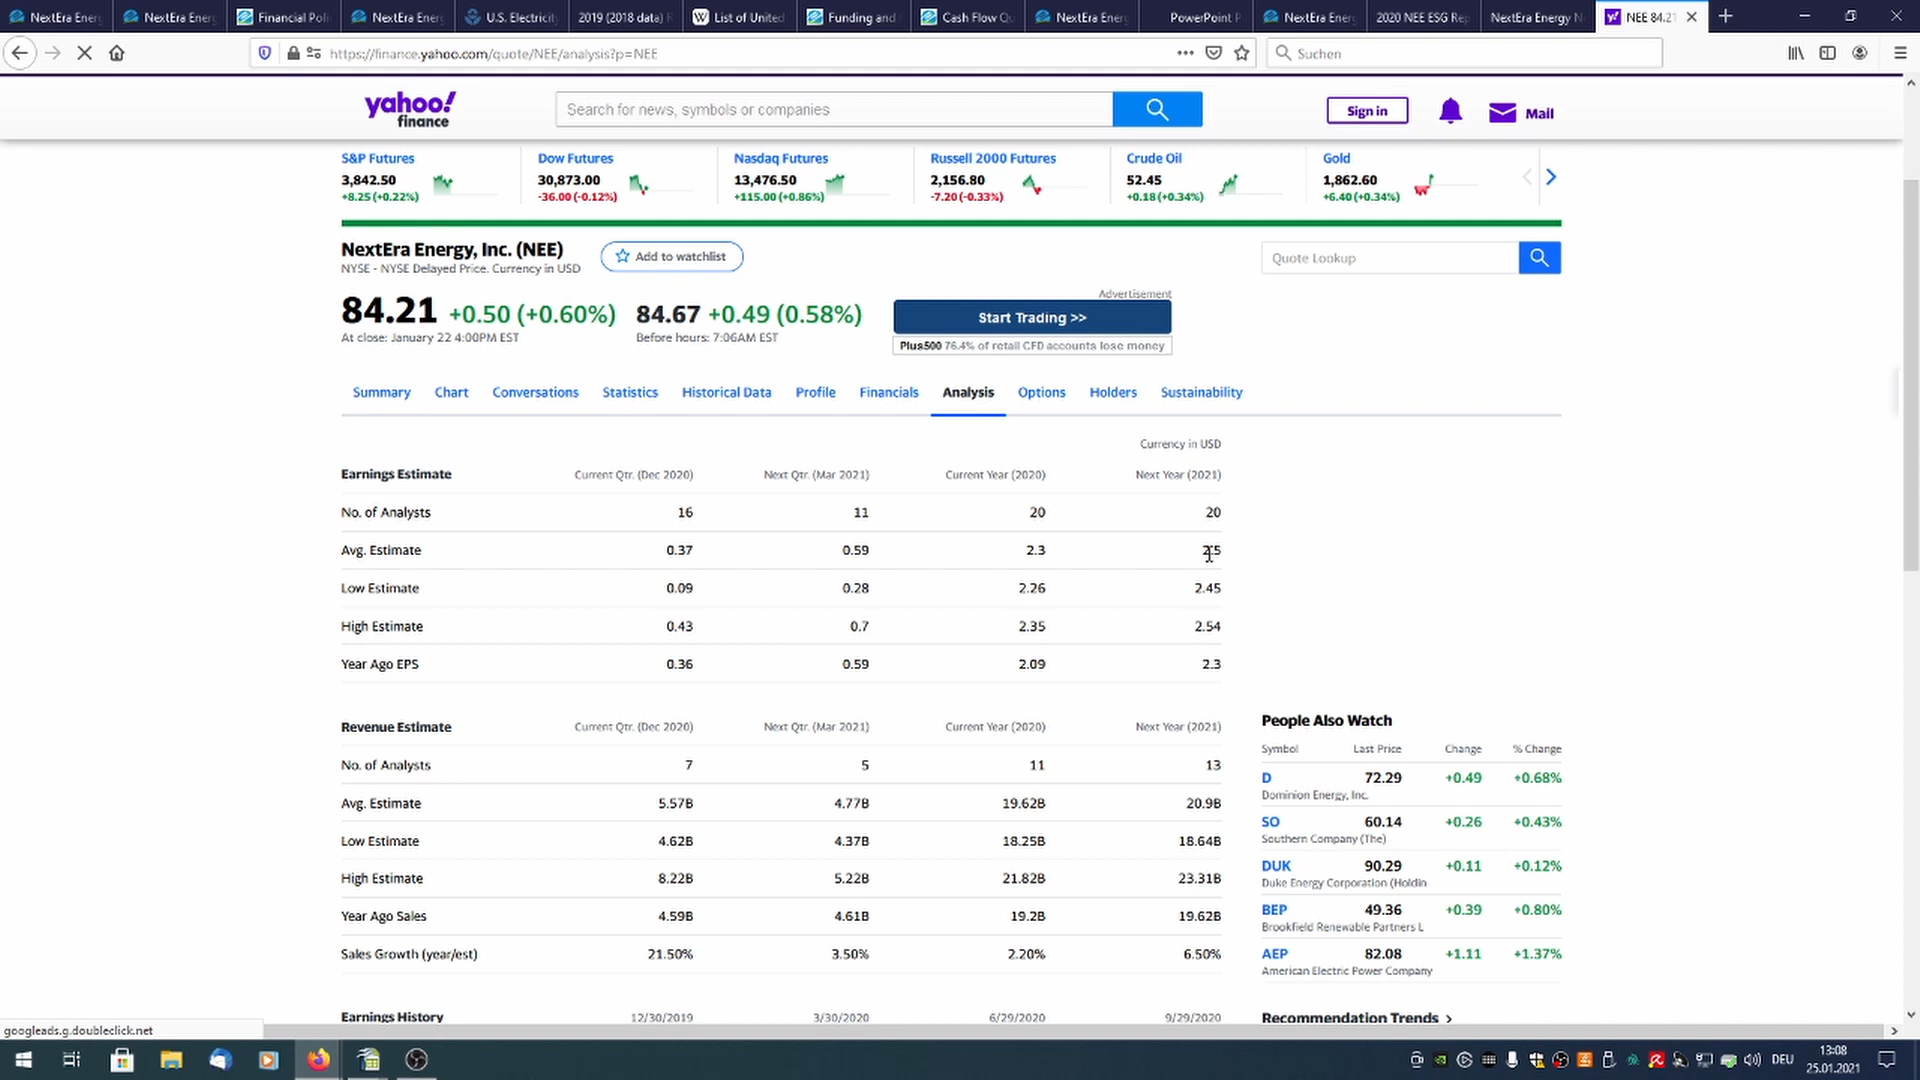 NextEra Energ
NextEra Energ
Financial Poli
NextEra Energ
U.S. Electricity
2019 (2018 data)
List of United
Funding and
Cash Flow Q
NextEra Energ
PowerPoint P
NextEra Energ
2020 NEE ESG Re
NextEra Energy N
NEE 84.21
https://finance.yahoo.com/quote/NEE/analysis?p=NEE
Suchen
yahoo!
finance
Search for news, symbols or companies
Sign in
Mail
S&P Futures Dow Futures Nasdaq Futures Russell 2000 Futures Crude Oil Gold
3,842.50 30,873.00 13,476.50 2,156.80 52.45 1,862.60
+8.25 (+0.22%) -36.00 (-0.12%) +115.00 (+0.86%) -7.20 (-0.33%) +0.18 (+0.34%) +6.40 (+0.34%)
NextEra Energy, Inc. (NEE)
NYSE - NYSE Delayed Price. Currency in USD
Add to watchlist
Quote Lookup
84.21 +0.50 (+0.60%)
At close: January 22 4:00PM EST
84.67 +0.49 (0.58%)
Before hours: 7:06AM EST
Advertisement
Start Trading >>
Plus500 76.4% of retail CFD accounts lose money
Summary Chart Conversations Statistics Historical Data Profile Financials Analysis Options Holders Sustainability
Currency in USD
Earnings Estimate Current Qtr. (Dec 2020) Next Qtr. (Mar 2021) Current Year (2020) Next Year (2021)
No. of Analysts 16 11 20 20
Avg. Estimate 0.37 0.59 2.3 2.5
Low Estimate 0.09 0.28 2.26 2.45
High Estimate 0.43 0.7 2.35 2.54
Year Ago EPS 0.36 0.59 2.09 2.3
Revenue Estimate Current Qtr. (Dec 2020) Next Qtr. (Mar 2021) Current Year (2020) Next Year (2021)
No. of Analysts 7 5 11 13
Avg. Estimate 5.57B 4.77B 19.62B 20.9B
Low Estimate 4.62B 4.37B 18.25B 18.64B
High Estimate 8.22B 5.22B 21.82B 23.31B
Year Ago Sales 4.59B 4.61B 19.2B 19.62B
Sales Growth (year/est) 21.50% 3.50% 2.20% 6.50%
Earnings History 12/30/2019 3/30/2020 6/29/2020 9/29/2020
People Also Watch
Symbol Last Price Change % Change
D 72.29 +0.49 +0.68%
Dominion Energy, Inc.
SO 60.14 +0.26 +0.43%
Southern Company (The)
DUK 90.29 +0.11 +0.12%
Duke Energy Corporation (Holdin
BEP 49.36 +0.39 +0.80%
Brookfield Renewable Partners L
AEP 82.08 +1.11 +1.37%
American Electric Power Company
Recommendation Trends >
googleads.g.doubleclick.net
DEU
13:08
25.01.2021